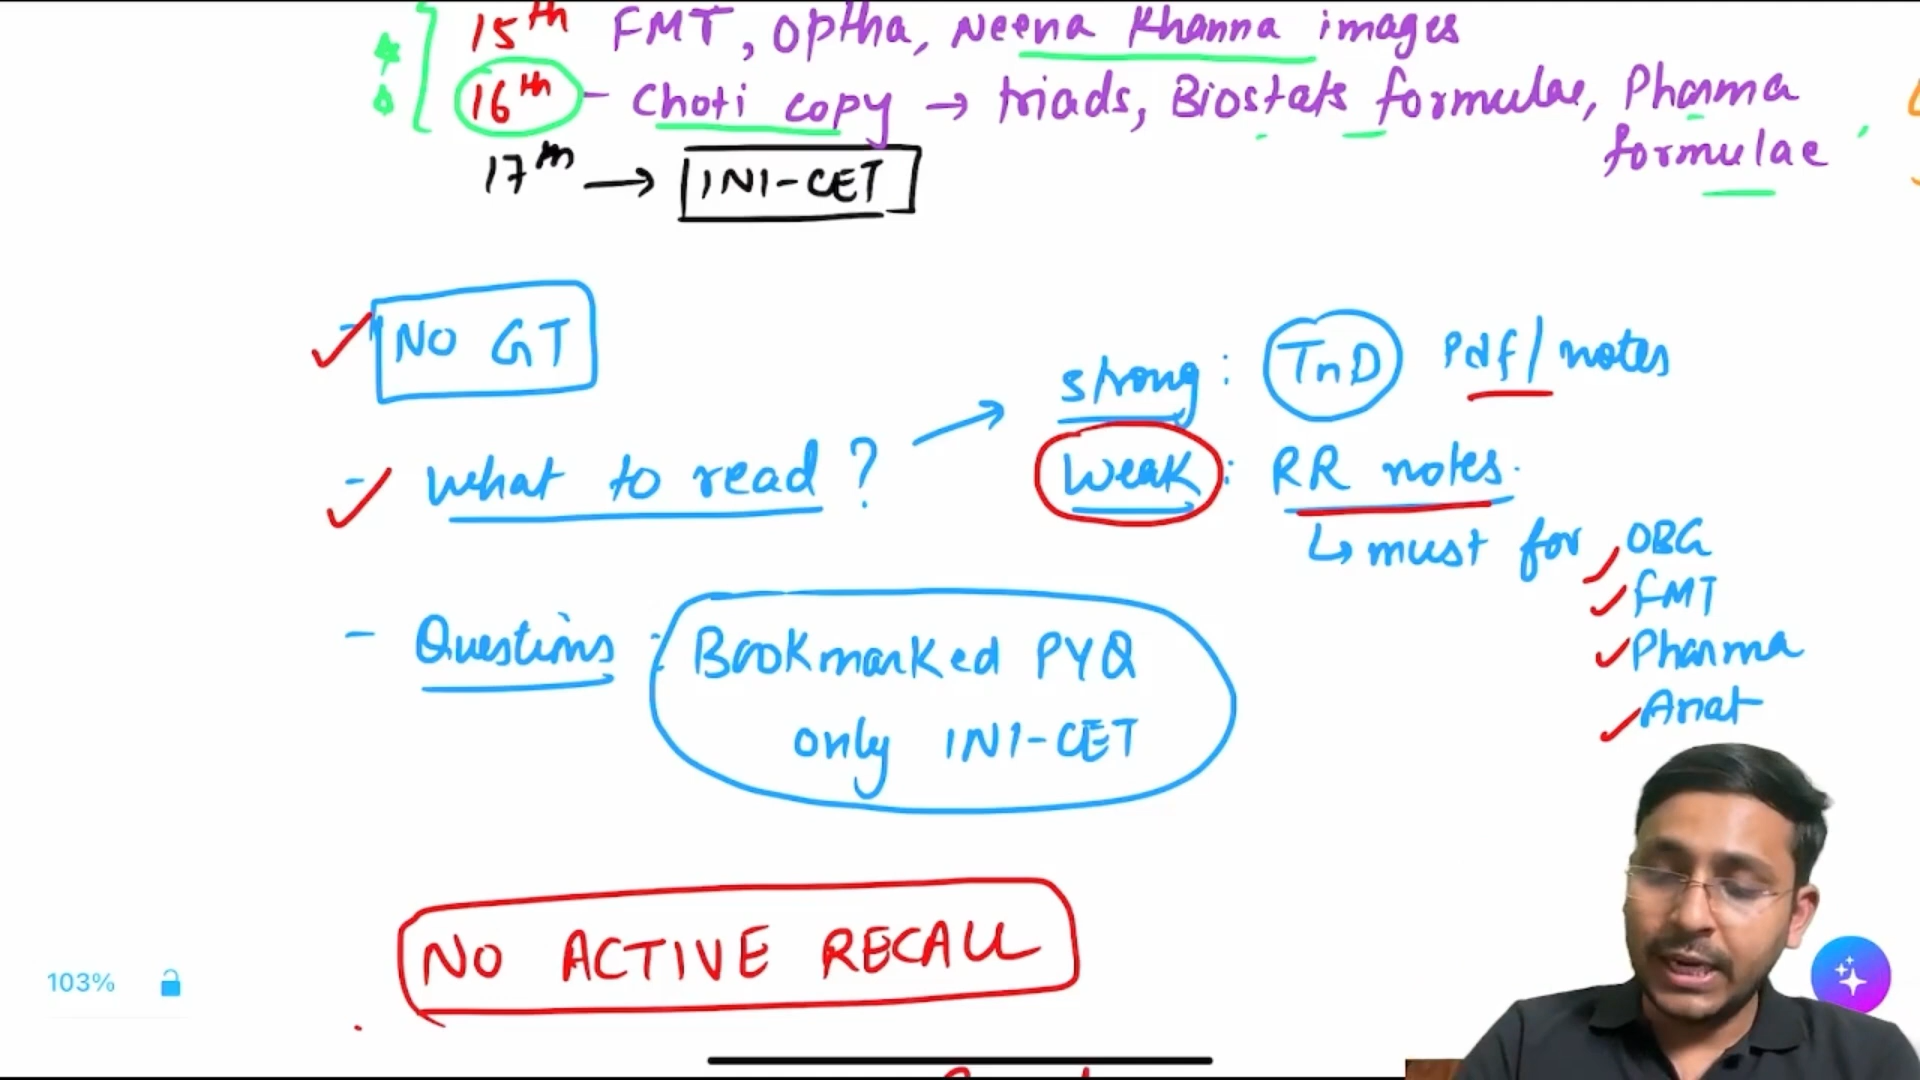 15th FMT, Optha, Neena Khanna images
16th - Choti copy → triads, Biostats formulae, Pharma formulae
17th → INI-CET
- NO GT
strong: TnD Pdf/notes
- What to read?
Weak: RR notes.
↳ must for OBG
FMT
Pharma
Anat
- Questions: Bookmarked PYQ
only INI-CET
NO ACTIVE RECALL
103%